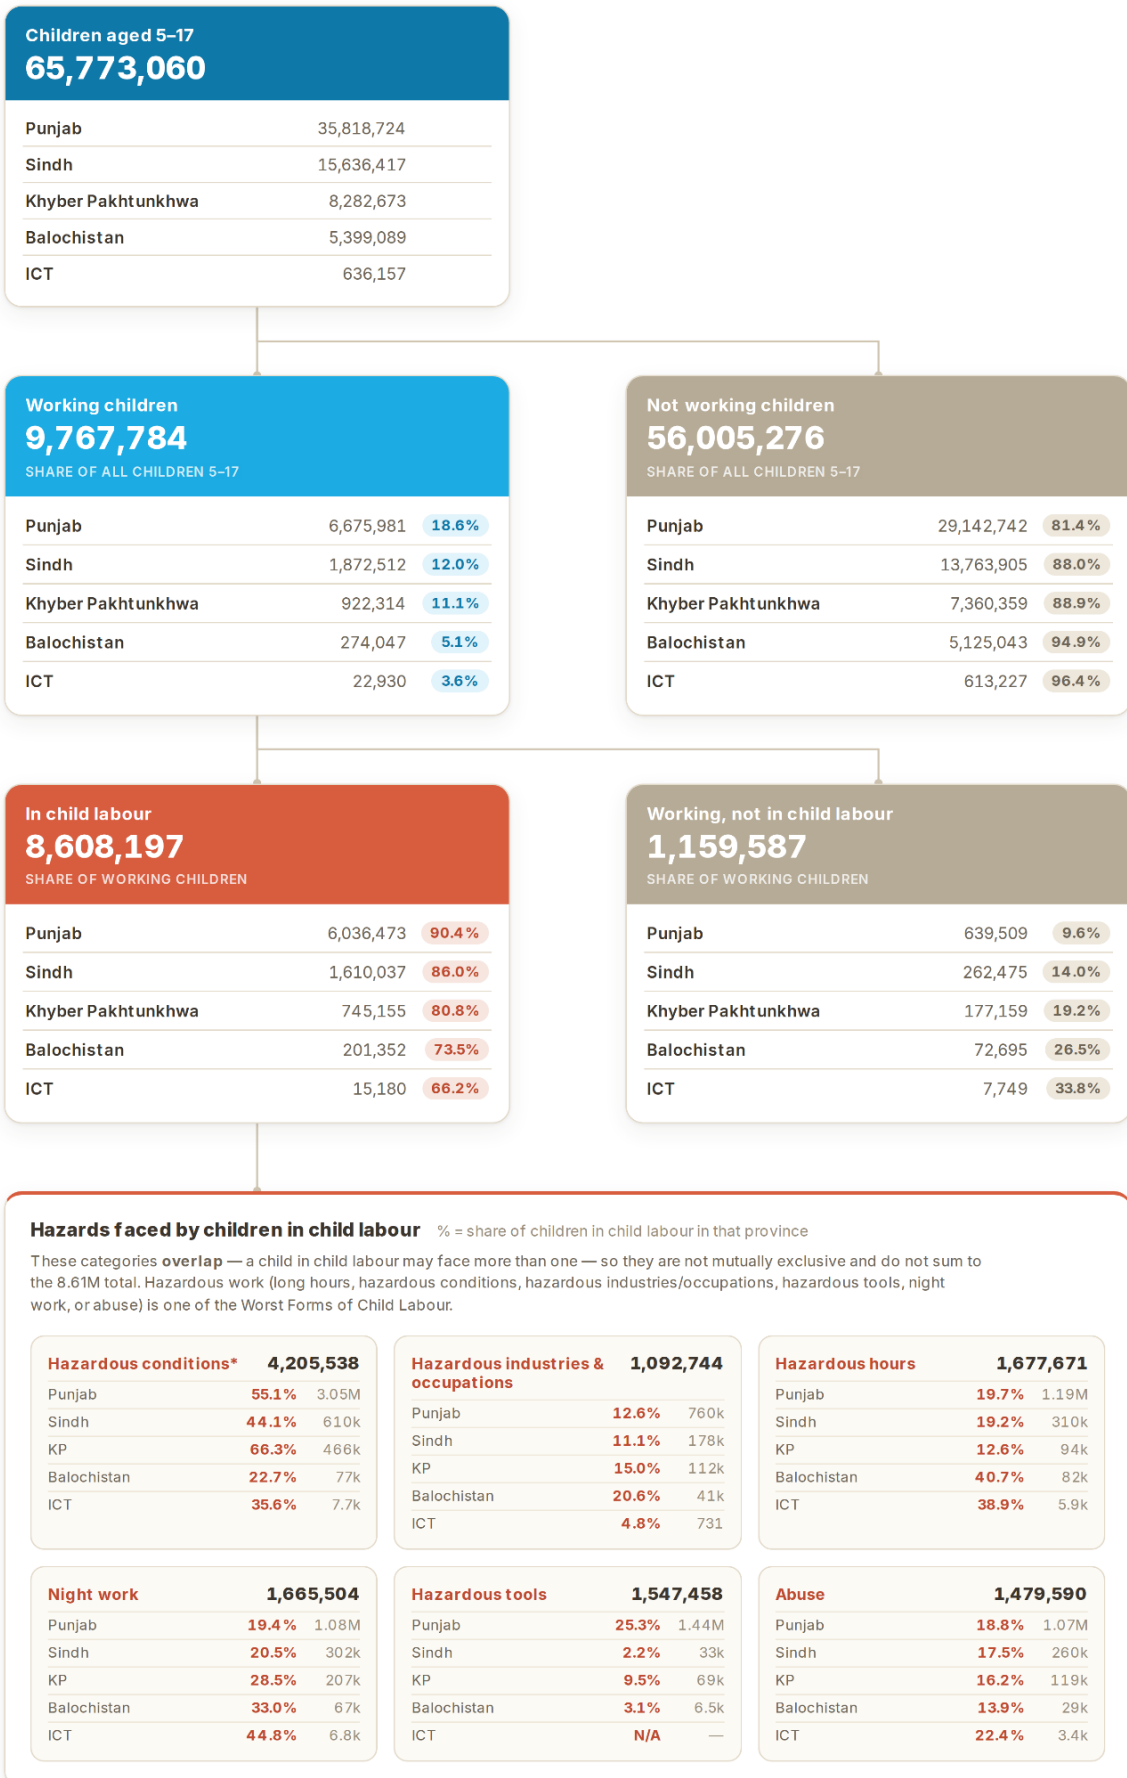 Children aged 5–17
65,773,060
Punjab 35,818,724
Sindh 15,636,417
Khyber Pakhtunkhwa 8,282,673
Balochistan 5,399,089
ICT 636,157
Working children
9,767,784
SHARE OF ALL CHILDREN 5–17
Punjab 6,675,981 18.6%
Sindh 1,872,512 12.0%
Khyber Pakhtunkhwa 922,314 11.1%
Balochistan 274,047 5.1%
ICT 22,930 3.6%
Not working children
56,005,276
SHARE OF ALL CHILDREN 5–17
Punjab 29,142,742 81.4%
Sindh 13,763,905 88.0%
Khyber Pakhtunkhwa 7,360,359 88.9%
Balochistan 5,125,043 94.9%
ICT 613,227 96.4%
In child labour
8,608,197
SHARE OF WORKING CHILDREN
Punjab 6,036,473 90.4%
Sindh 1,610,037 86.0%
Khyber Pakhtunkhwa 745,155 80.8%
Balochistan 201,352 73.5%
ICT 15,180 66.2%
Working, not in child labour
1,159,587
SHARE OF WORKING CHILDREN
Punjab 639,509 9.6%
Sindh 262,475 14.0%
Khyber Pakhtunkhwa 177,159 19.2%
Balochistan 72,695 26.5%
ICT 7,749 33.8%
Hazards faced by children in child labour % = share of children in child labour in that province
These categories overlap — a child in child labour may face more than one — so they are not mutually exclusive and do not sum to
the 8.61M total. Hazardous work (long hours, hazardous conditions, hazardous industries/occupations, hazardous tools, night
work, or abuse) is one of the Worst Forms of Child Labour.
Hazardous conditions* 4,205,538
Punjab 55.1% 3.05M
Sindh 44.1% 610k
KP 66.3% 466k
Balochistan 22.7% 77k
ICT 35.6% 7.7k
Hazardous industries & 1,092,744
occupations
Punjab 12.6% 760k
Sindh 11.1% 178k
KP 15.0% 112k
Balochistan 20.6% 41k
ICT 4.8% 731
Hazardous hours 1,677,671
Punjab 19.7% 1.19M
Sindh 19.2% 310k
KP 12.6% 94k
Balochistan 40.7% 82k
ICT 38.9% 5.9k
Night work 1,665,504
Punjab 19.4% 1.08M
Sindh 20.5% 302k
KP 28.5% 207k
Balochistan 33.0% 67k
ICT 44.8% 6.8k
Hazardous tools 1,547,458
Punjab 25.3% 1.44M
Sindh 2.2% 33k
KP 9.5% 69k
Balochistan 3.1% 6.5k
ICT N/A —
Abuse 1,479,590
Punjab 18.8% 1.07M
Sindh 17.5% 260k
KP 16.2% 119k
Balochistan 13.9% 29k
ICT 22.4% 3.4k